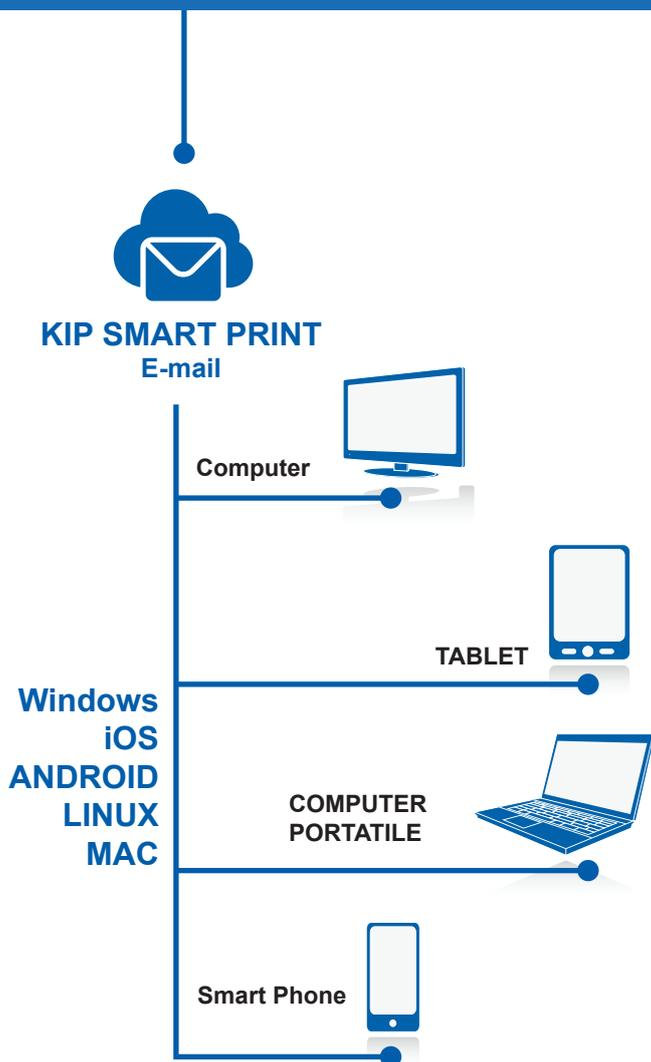 KIP SMART PRINT
E-mail
Computer
TABLET
Windows
iOS
ANDROID
LINUX
MAC
COMPUTER
PORTATILE
Smart Phone